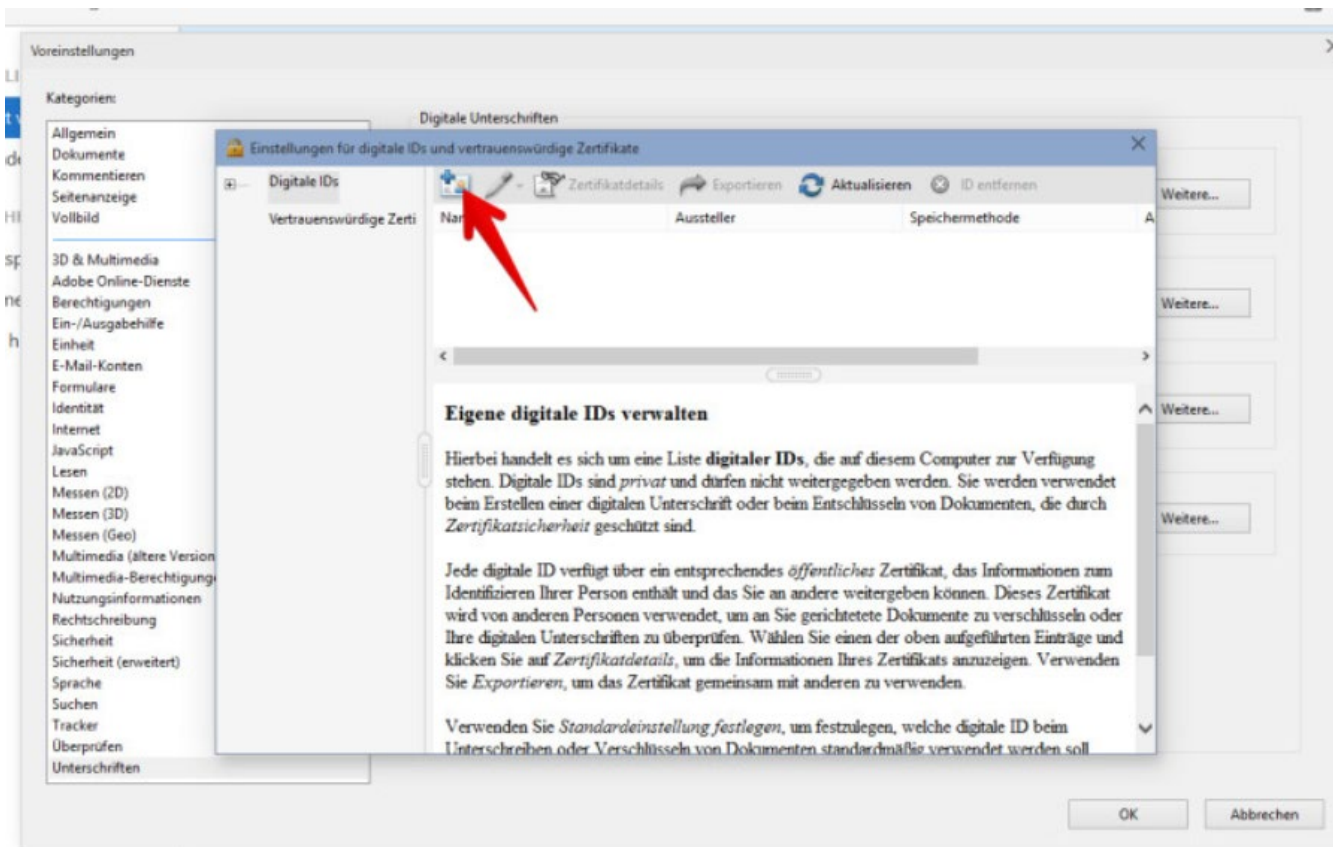 Voreinstellungen
Kategorien:
Allgemein
Dokumente
Kommentieren
Seitenanzeige
Vollbild
3D & Multimedia
Adobe Online-Dienste
Berechtigungen
Ein-/Ausgabehilfe
Einheit
E-Mail-Konten
Formulare
Identität
Internet
JavaScript
Lesen
Messen (2D)
Messen (3D)
Messen (Geo)
Multimedia (ältere Version
Multimedia-Berechtigung
Nutzungsinformationen
Rechtschreibung
Sicherheit
Sicherheit (erweitert)
Sprache
Suchen
Tracker
Überprüfen
Unterschriften
Digitale Unterschriften
Einstellungen für digitale IDs und vertrauenswürdige Zertifikate
Digitale IDs
Vertrauenswürdige Zerti
Zertifikatdetails Exportieren Aktualisieren ID entfernen
Aussteller Speichermethode A
Eigene digitale IDs verwalten
Hierbei handelt es sich um eine Liste digitaler IDs, die auf diesem Computer zur Verfügung
stehen. Digitale IDs sind privat und dürfen nicht weitergegeben werden. Sie werden verwendet
beim Erstellen einer digitalen Unterschrift oder beim Entschlüsseln von Dokumenten, die durch
Zertifikatsicherheit geschützt sind.
Jede digitale ID verfügt über ein entsprechendes öffentliches Zertifikat, das Informationen zum
Identifizieren Ihrer Person enthält und das Sie an andere weitergeben können. Dieses Zertifikat
wird von anderen Personen verwendet, um an Sie gerichtetete Dokumente zu verschlüsseln oder
Ihre digitalen Unterschriften zu überprüfen. Wählen Sie einen der oben aufgeführten Einträge und
klicken Sie auf Zertifikatdetails, um die Informationen Ihres Zertifikats anzuzeigen. Verwenden
Sie Exportieren, um das Zertifikat gemeinsam mit anderen zu verwenden.
Verwenden Sie Standardeinstellung festlegen, um festzulegen, welche digitale ID beim
Unterschreiben oder Verschlüsseln von Dokumenten standardmäßig verwendet werden soll
Weitere...
Weitere...
Weitere...
Weitere...
OK Abbrechen